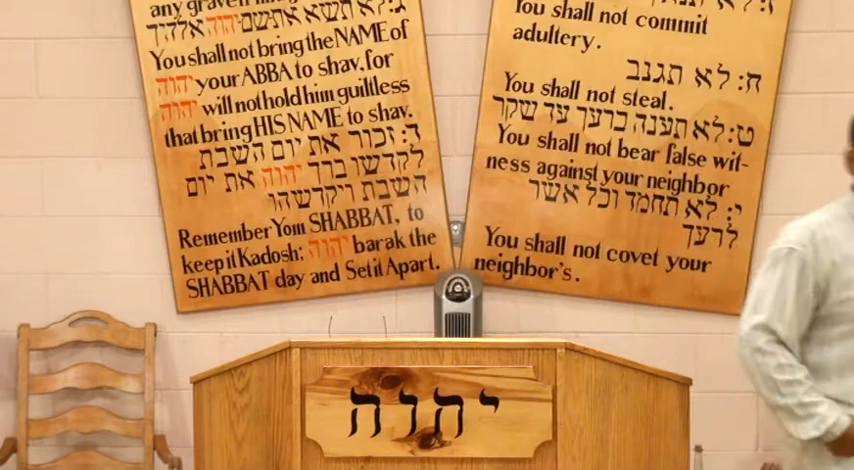 any graven
ג: לא תשא את שם יהוה אלהיך
You shall not bring the NAME of
יהוה your ABBA to shav, for
יהוה will not hold him guiltless
that bring HIS NAME to shav.
ד: זכור את יום השבת
לקדשו ברך יהוה את יום
השבת ויקדשהו
Remember Yom SHABBAT, to
keep it Kadosh; יהוה barak the
SHABBAT day and Set it Apart.
You shall not commit
adultery.
ח: לא תגנב
You shall not steal.
ט: לא תענה ברעך עד שקר
You shall not bear false wit-
ness against your neighbor
י: לא תחמד וכל אשר
לרעך
You shall not covet your
neighbor's.
יהוה